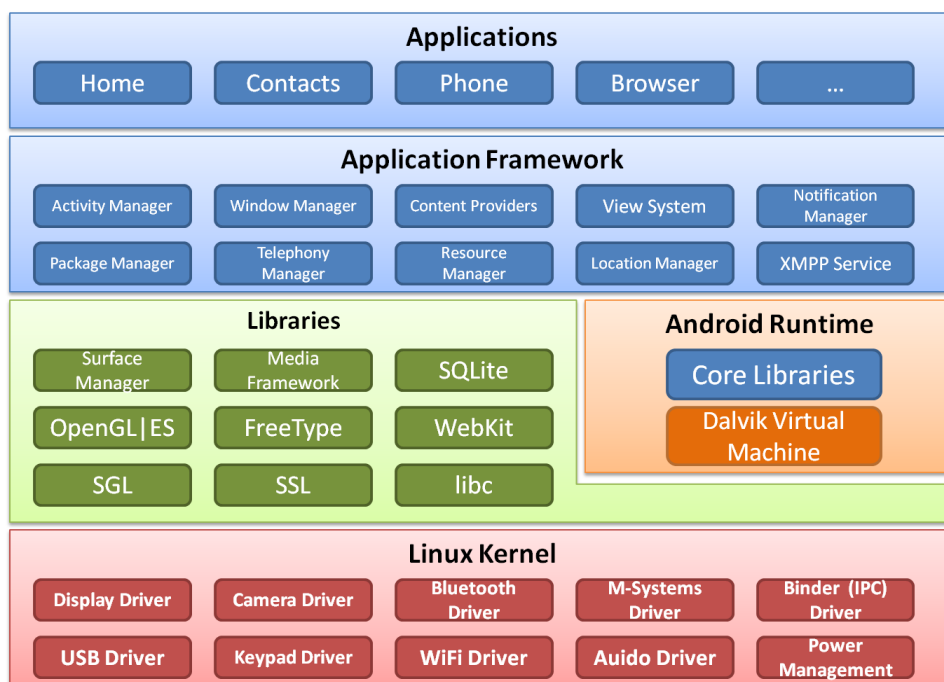 Applications
Home
Contacts
Phone
Browser
...
Application Framework
Activity Manager
Window Manager
Content Providers
View System
Notification
Manager
Package Manager
Telephony
Manager
Resource
Manager
Location Manager
XMPP Service
Libraries
Surface
Manager
Media
Framework
SQLite
OpenGL|ES
FreeType
WebKit
SGL
SSL
libc
Android Runtime
Core Libraries
Dalvik Virtual
Machine
Linux Kernel
Display Driver
Camera Driver
Bluetooth
Driver
M-Systems
Driver
Binder (IPC)
Driver
USB Driver
Keypad Driver
WiFi Driver
Auido Driver
Power
Management